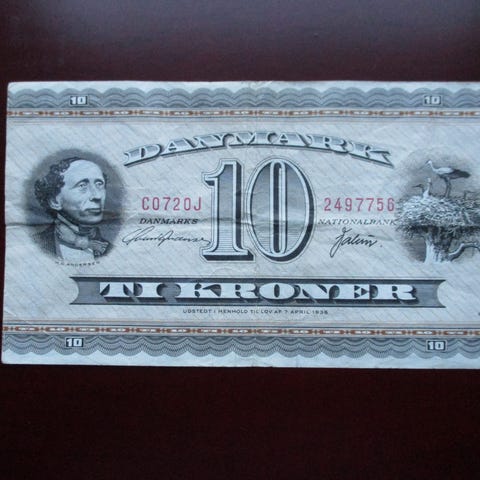 10 10
DANMARK
10
C0720J 2497756
DANMARKS NATIONALBANK
H.C. ANDERSEN
TI KRONER
UDSTEDT I HENHOLD TIL LOV AF 7 APRIL 1936
10 10